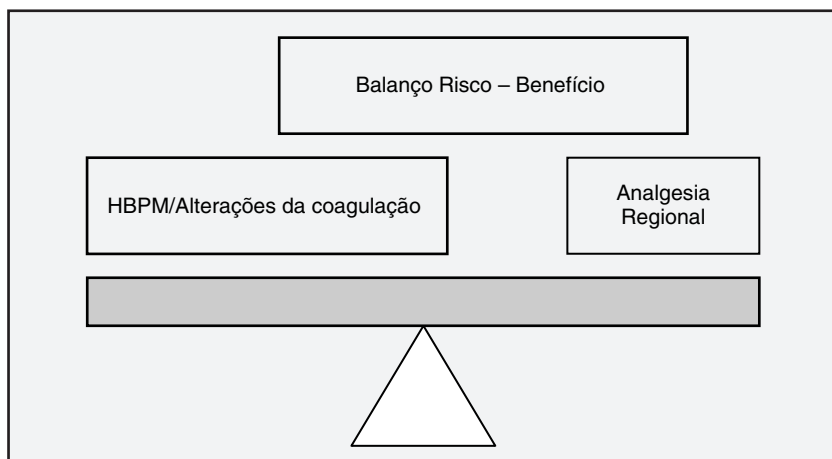 Balanço Risco – Benefício
HBPM/Alterações da coagulação
Analgesia
Regional